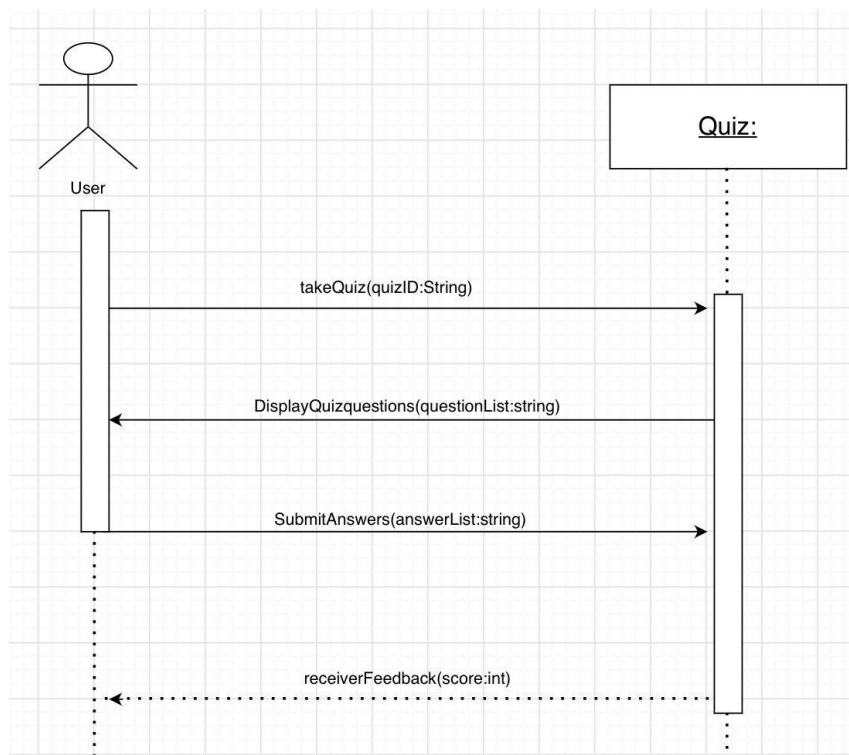 Quiz:
User
takeQuiz(quizID:String)
DisplayQuizquestions(questionList:string)
SubmitAnswers(answerList:string)
receiverFeedback(score:int)